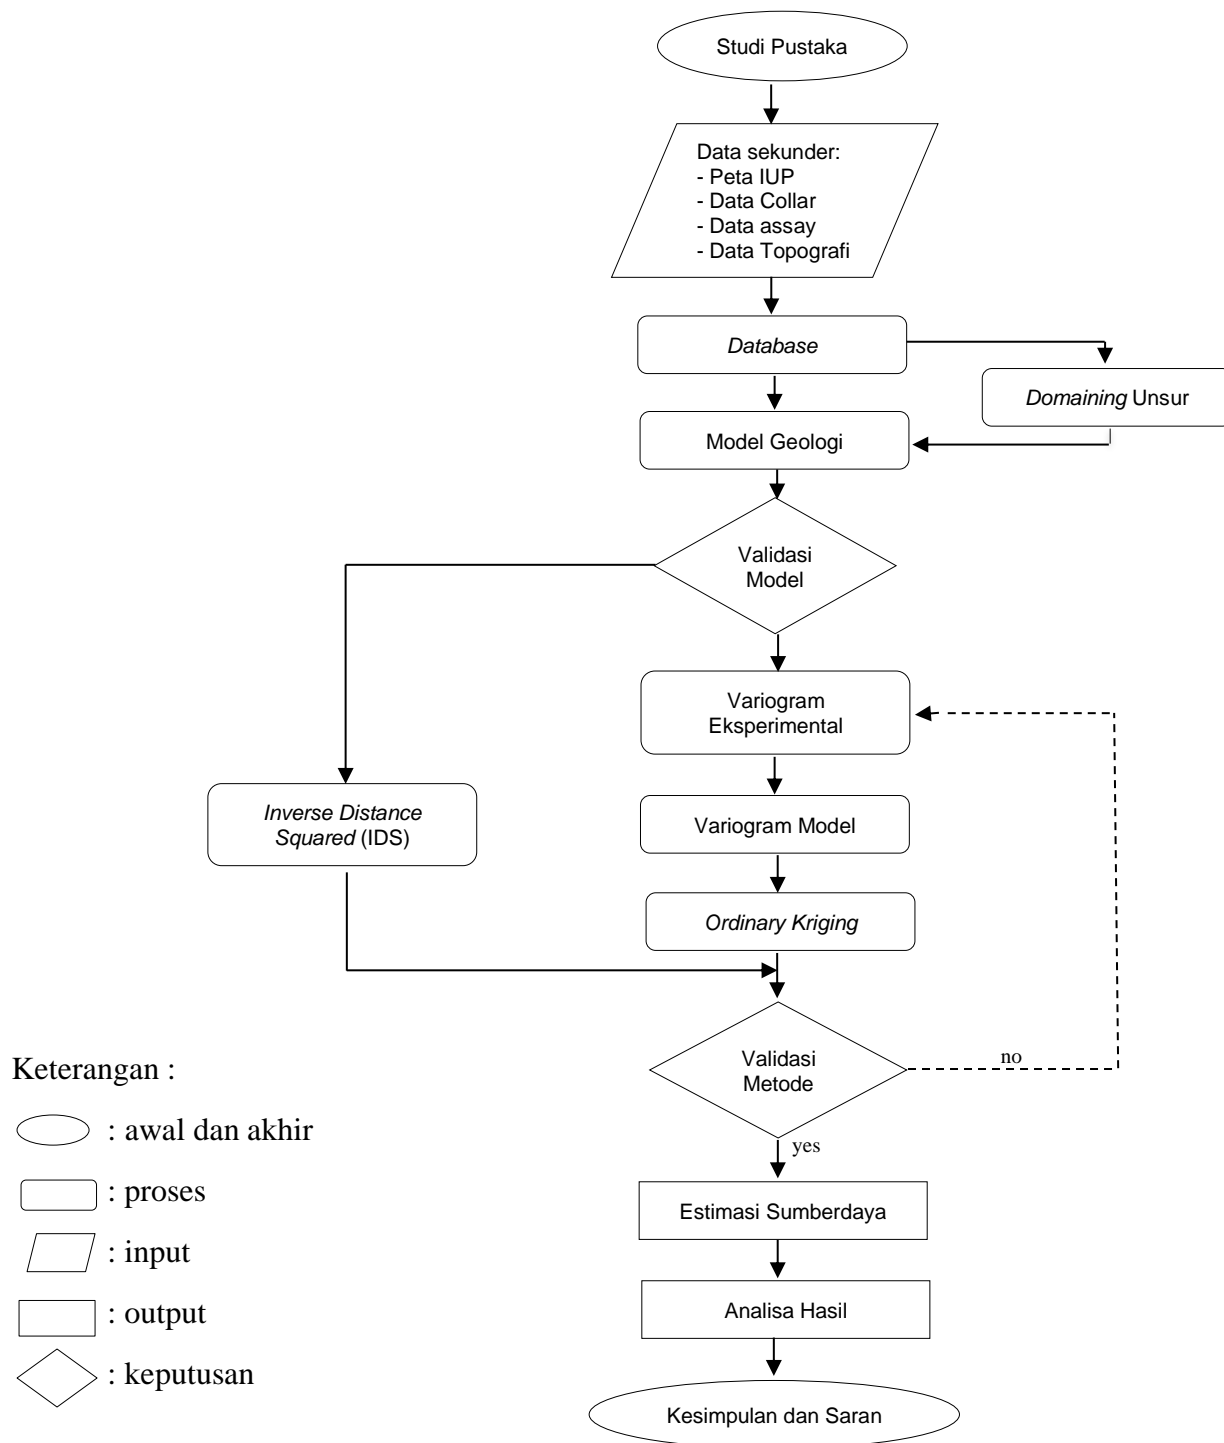 Studi Pustaka
Data sekunder:
- Peta IUP
- Data Collar
- Data assay
- Data Topografi
Database
Domaining Unsur
Model Geologi
Validasi
Model
Variogram
Eksperimental
Inverse Distance
Squared (IDS)
Variogram Model
Ordinary Kriging
Validasi
Metode
no
yes
Estimasi Sumberdaya
Analisa Hasil
Kesimpulan dan Saran
Keterangan :
: awal dan akhir
: proses
: input
: output
: keputusan